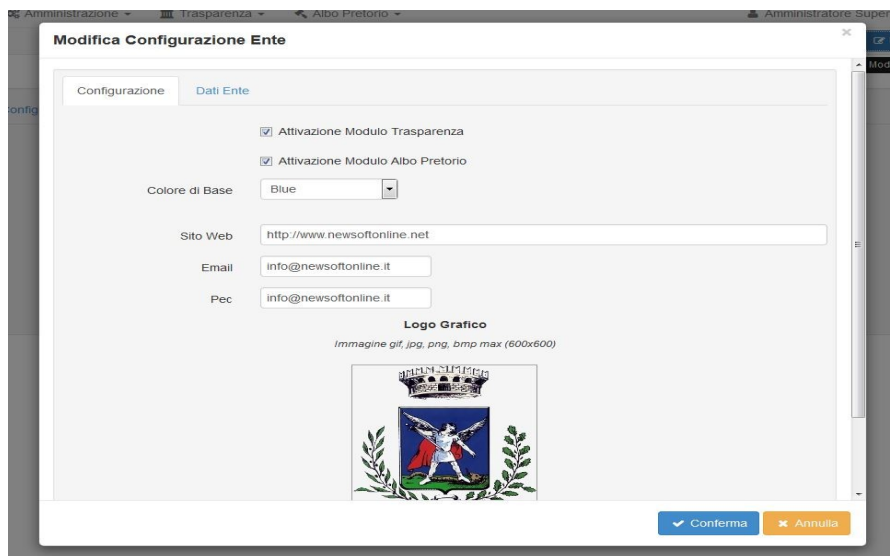 Amministrazione Trasparenza Albo Pretorio Amministratore Super
Modifica Configurazione Ente
Mod
Config
Configurazione Dati Ente
Attivazione Modulo Trasparenza
Attivazione Modulo Albo Pretorio
Colore di Base Blue
Sito Web http://www.newsoftonline.net
Email info@newsoftonline.it
Pec info@newsoftonline.it
Logo Grafico
Immagine gif, jpg, png, bmp max (600x600)
Conferma Annulla